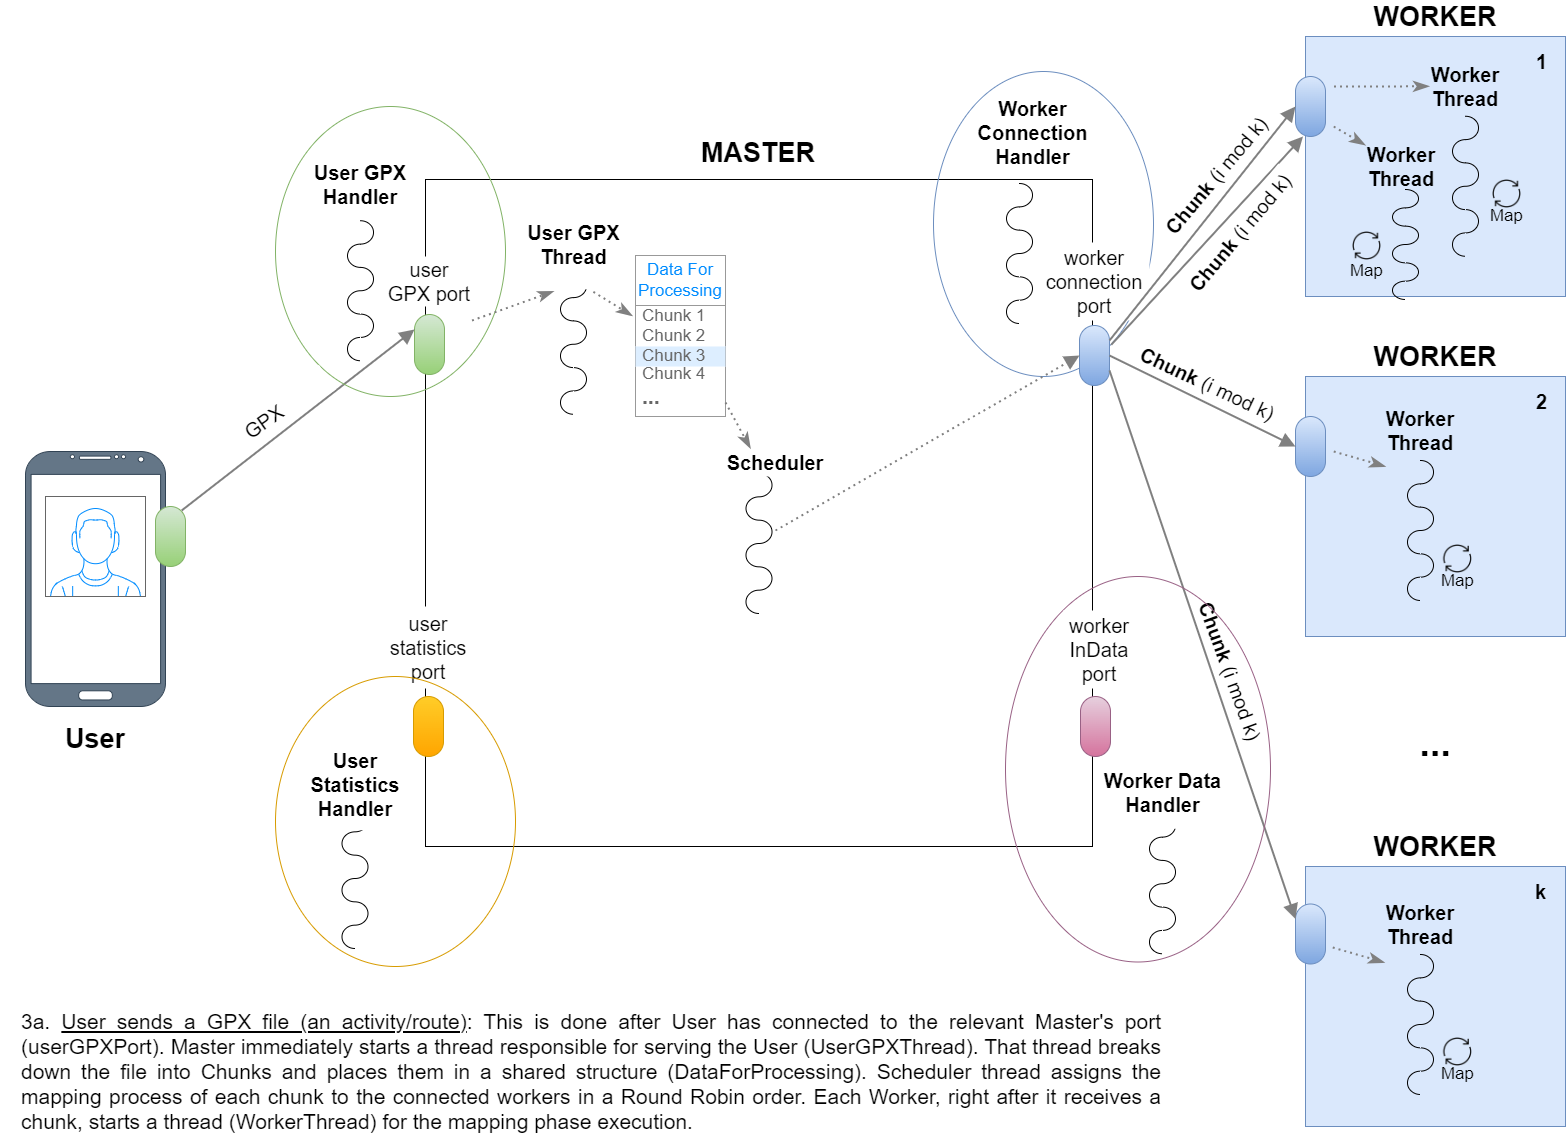 WORKER
1
Worker
Thread
Worker
Thread
Map
Map
Chunk (i mod k)
Chunk (i mod k)
Worker
Connection
Handler
MASTER
User GPX
Handler
User GPX
Thread
user
GPX port
Data For
Processing
Chunk 1
Chunk 2
Chunk 3
Chunk 4
...
worker
connection
port
WORKER
2
Worker
Thread
Map
Chunk (i mod k)
GPX
Scheduler
user
statistics
port
worker
InData
port
Chunk (i mod k)
User
User
Statistics
Handler
Worker Data
Handler
...
WORKER
k
Worker
Thread
Map
3a. User sends a GPX file (an activity/route): This is done after User has connected to the relevant Master's port
(userGPXPort). Master immediately starts a thread responsible for serving the User (UserGPXThread). That thread breaks
down the file into Chunks and places them in a shared structure (DataForProcessing). Scheduler thread assigns the
mapping process of each chunk to the connected workers in a Round Robin order. Each Worker, right after it receives a
chunk, starts a thread (WorkerThread) for the mapping phase execution.